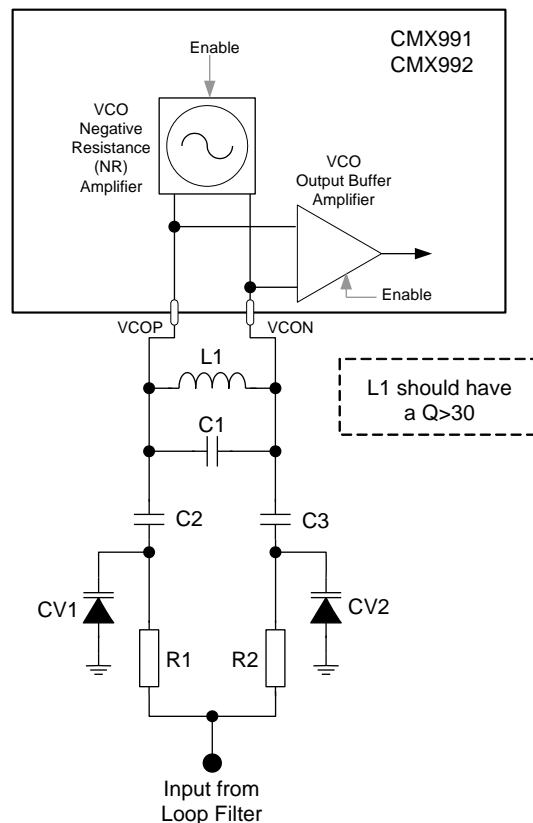 CMX991
CMX992
Enable
VCO
Negative
Resistance
(NR)
Amplifier
VCO
Output Buffer
Amplifier
Enable
VCOP
VCON
L1
L1 should have
a Q>30
C1
C2
C3
CV1
CV2
R1
R2
Input from
Loop Filter